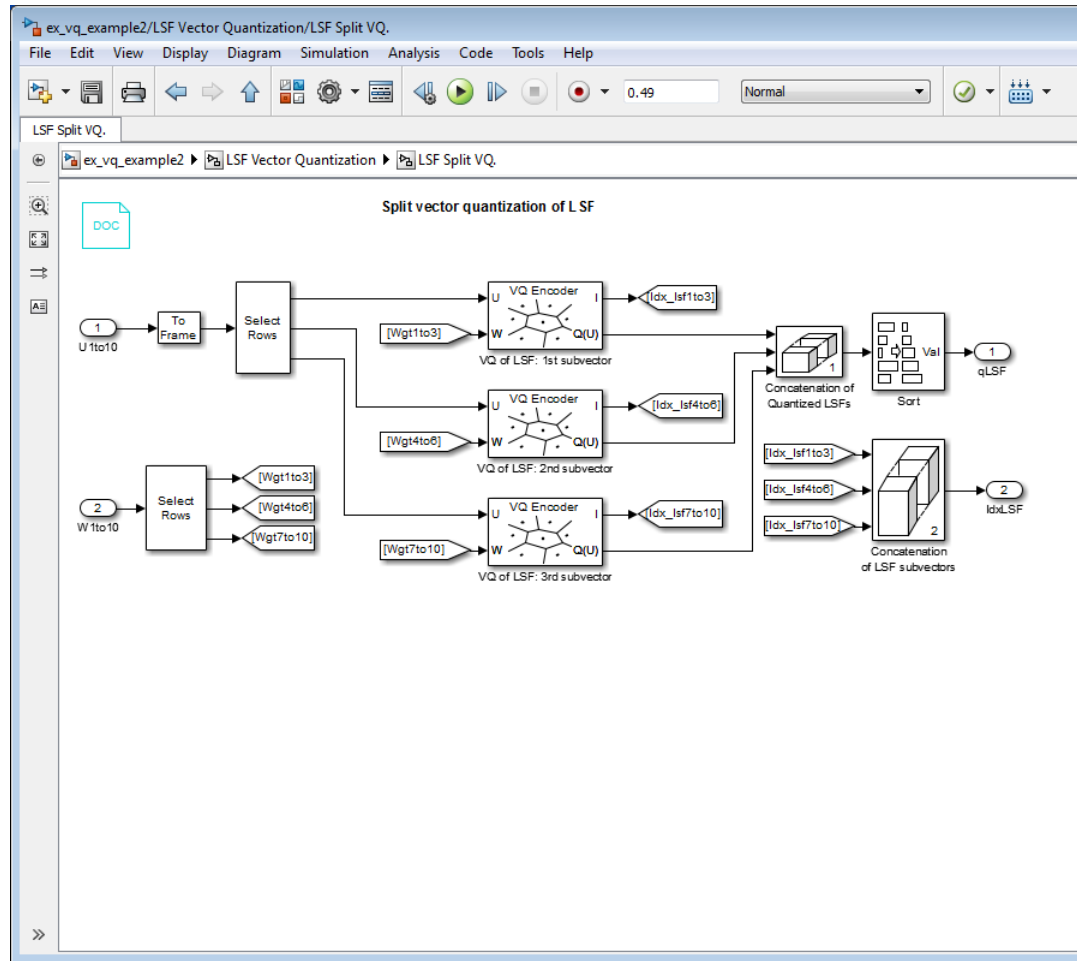 ex_vq_example2/LSF Vector Quantization/LSF Split VQ.
File Edit View Display Diagram Simulation Analysis Code Tools Help
0.49 Normal
LSF Split VQ.
ex_vq_example2 LSF Vector Quantization LSF Split VQ.
Split vector quantization of LSF
DOC
1
U1to10
To
Frame
Select
Rows
VQ Encoder
U I
W Q(U)
VQ of LSF: 1st subvector
[Wgt1to3]
[Idx_lsf1to3]
VQ Encoder
U I
W Q(U)
VQ of LSF: 2nd subvector
[Wgt4to6]
[Idx_lsf4to6]
VQ Encoder
U I
W Q(U)
VQ of LSF: 3rd subvector
[Wgt7to10]
[Idx_lsf7to10]
1
Concatenation of
Quantized LSFs
Val
Sort
1
qLSF
2
W1to10
Select
Rows
[Wgt1to3]
[Wgt4to6]
[Wgt7to10]
[Idx_lsf1to3]
[Idx_lsf4to6]
[Idx_lsf7to10]
2
Concatenation
of LSF subvectors
2
IdxLSF